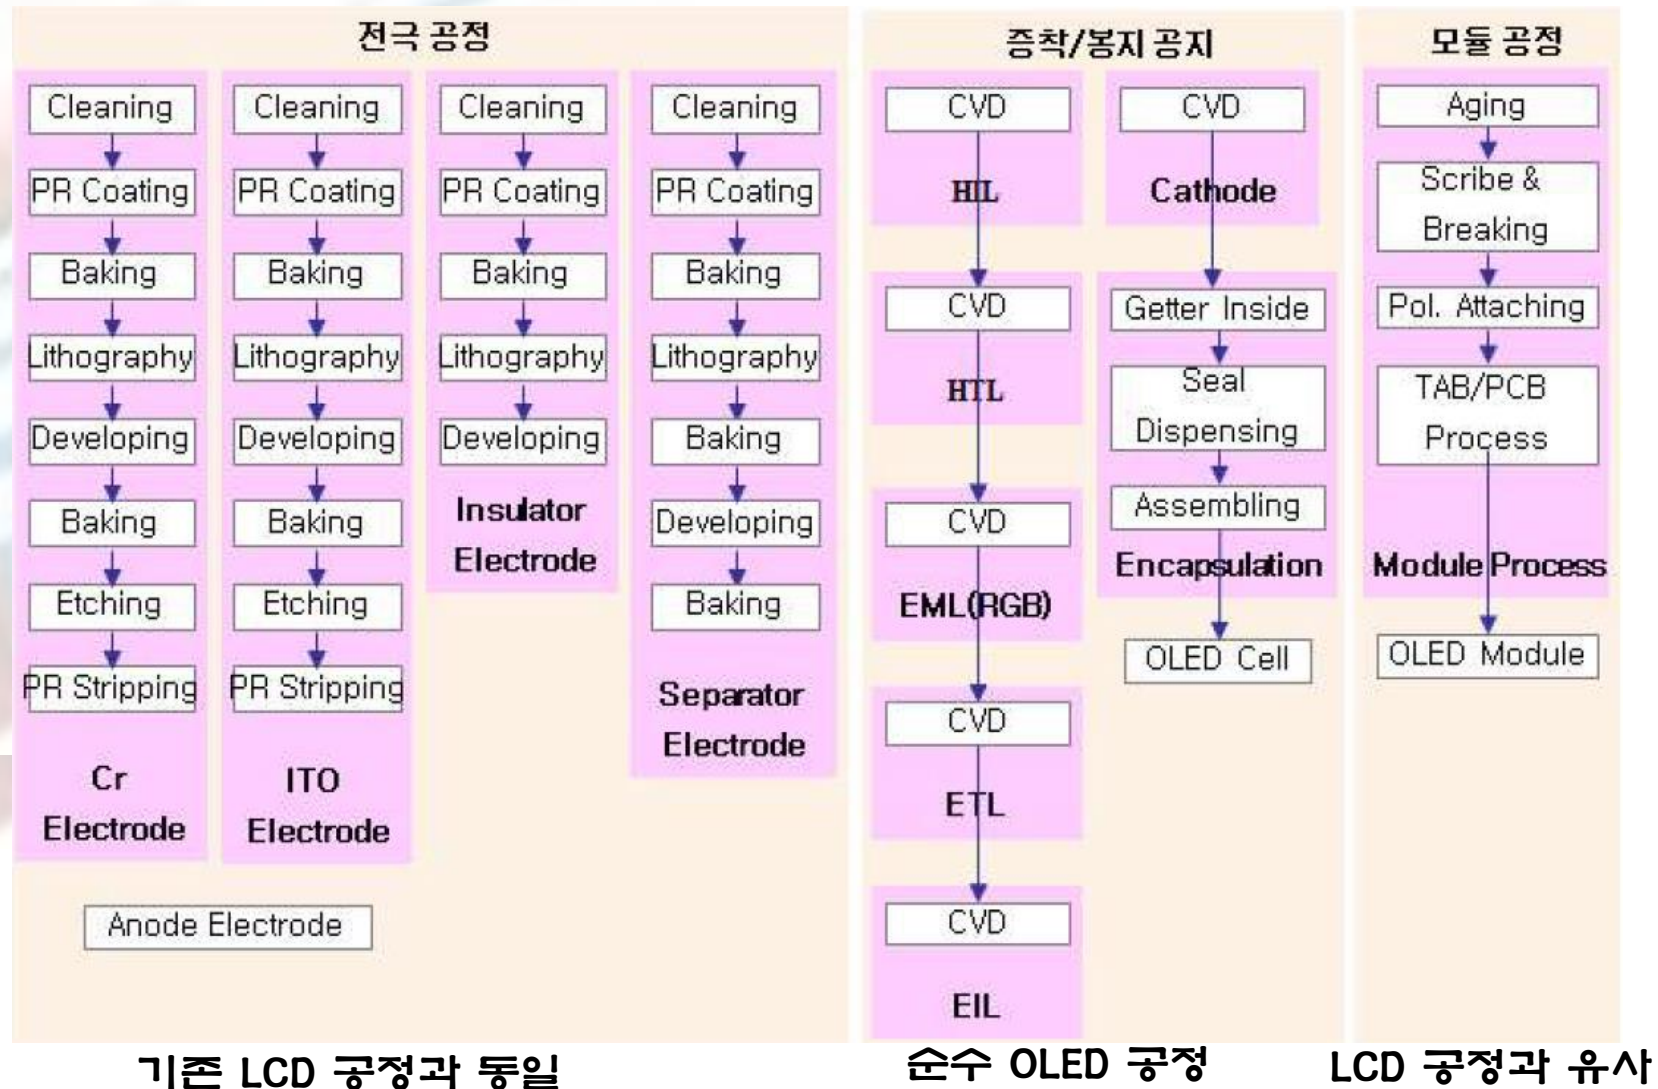 전극 공정
Cleaning
PR Coating
Baking
Lithography
Developing
Baking
Etching
PR Stripping
Cr
Electrode
Cleaning
PR Coating
Baking
Lithography
Developing
Baking
Etching
PR Stripping
ITO
Electrode
Anode Electrode
Cleaning
PR Coating
Baking
Lithography
Developing
Insulator
Electrode
Cleaning
PR Coating
Baking
Lithography
Baking
Developing
Baking
Separator
Electrode
기존 LCD 공정과 동일
증착/봉지 공지
CVD
HIL
CVD
HTL
CVD
EML(RGB)
CVD
ETL
CVD
EIL
CVD
Cathode
Getter Inside
Seal
Dispensing
Assembling
Encapsulation
OLED Cell
순수 OLED 공정
모듈 공정
Aging
Scribe &
Breaking
Pol. Attaching
TAB/PCB
Process
Module Process
OLED Module
LCD 공정과 유사